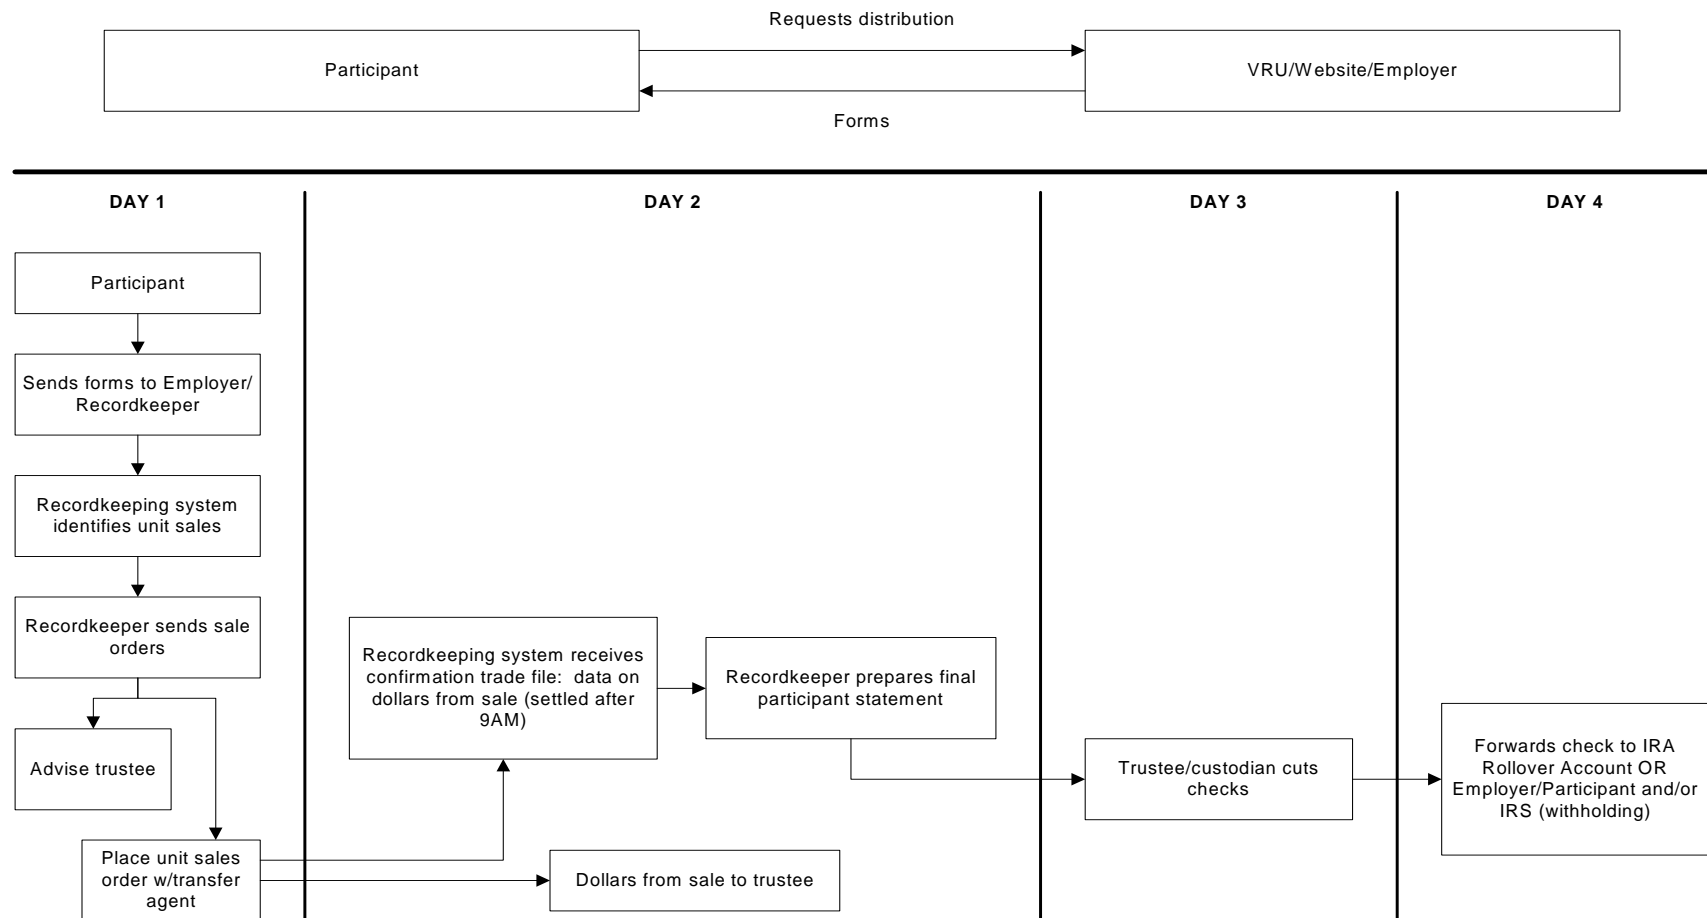 Requests distribution
Participant
VRU/Website/Employer
Forms
DAY 1
DAY 2
DAY 3
DAY 4
Participant
Sends forms to Employer/
Recordkeeper
Recordkeeping system
identifies unit sales
Recordkeeper sends sale
orders
Advise trustee
Place unit sales
order w/transfer
agent
Recordkeeping system receives
confirmation trade file:  data on
dollars from sale (settled after
9AM)
Recordkeeper prepares final
participant statement
Dollars from sale to trustee
Trustee/custodian cuts
checks
Forwards check to IRA
Rollover Account OR
Employer/Participant and/or
IRS (withholding)